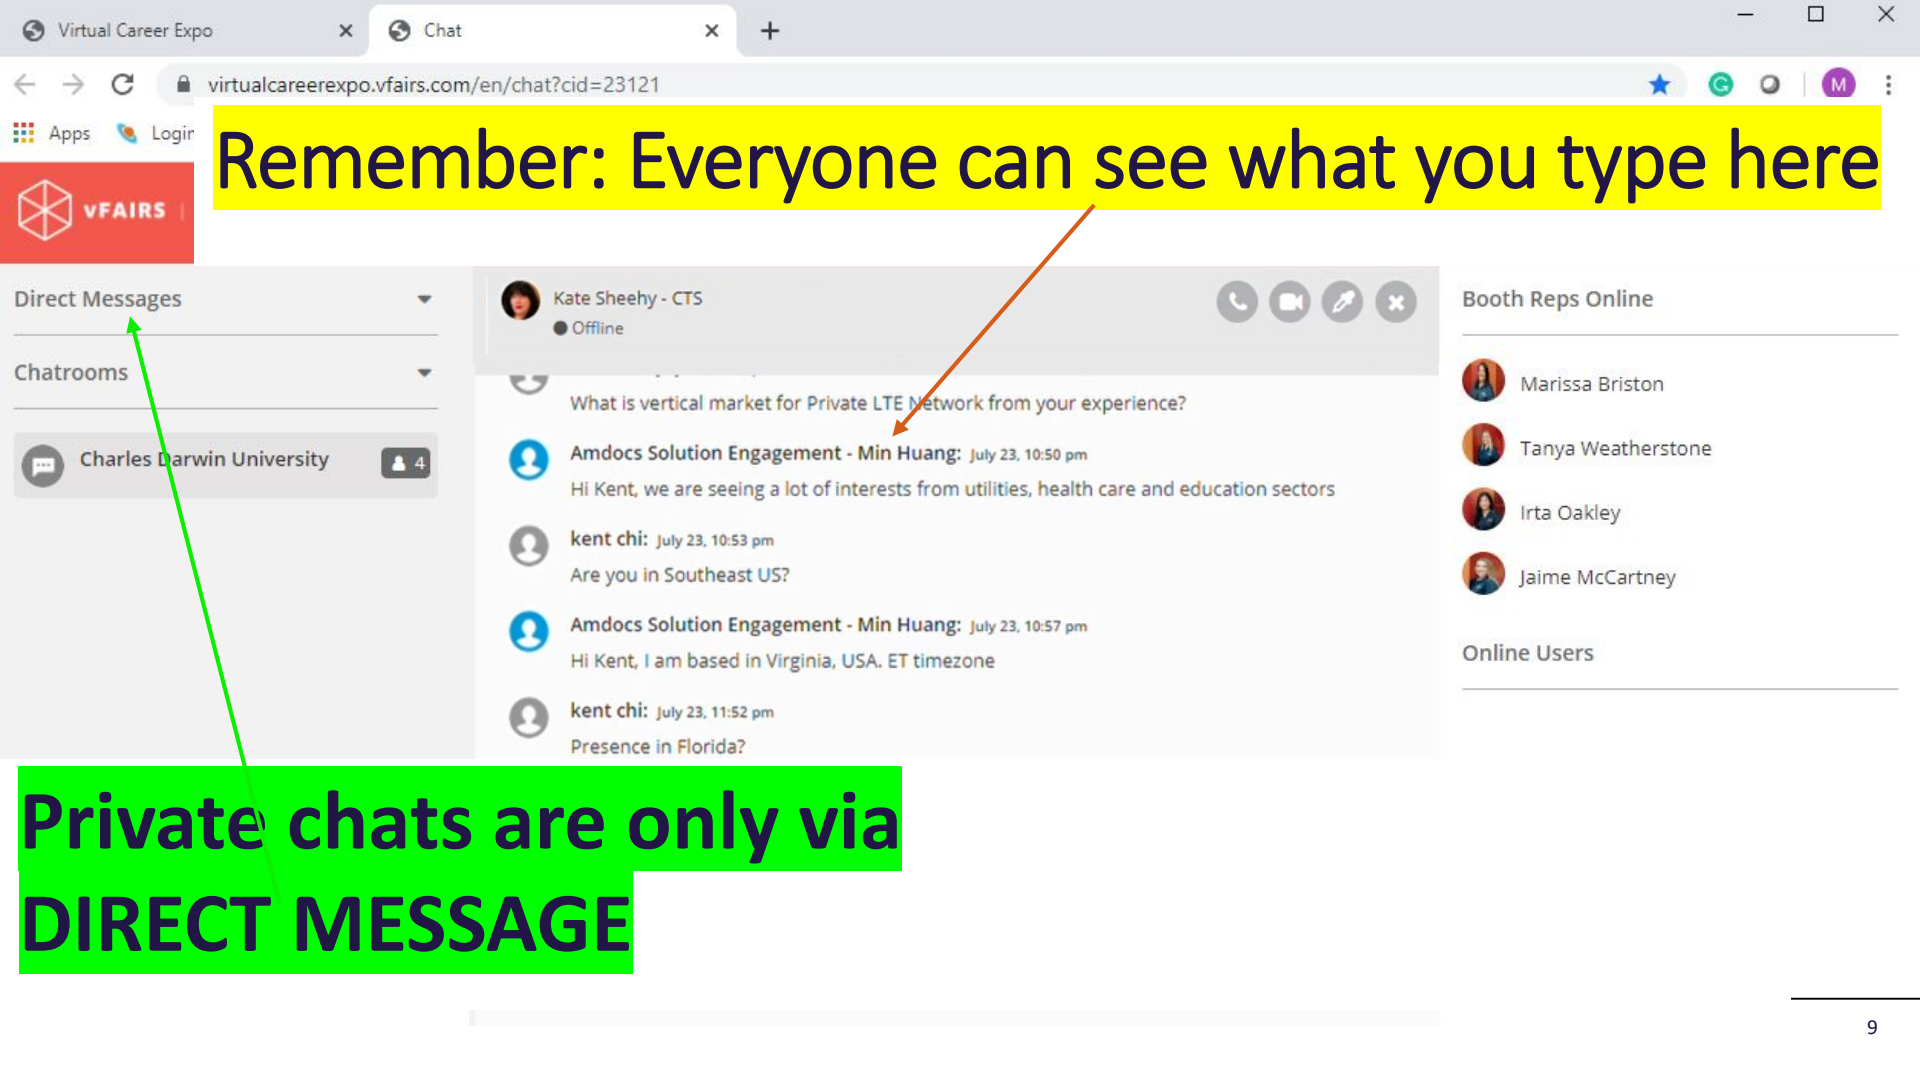 Virtual Career Expo
Chat
virtualcareerexpo.vfairs.com/en/chat?cid=23121
G
M
Apps
Login
Remember: Everyone can see what you type here
vFAIRS
Direct Messages
Chatrooms
Charles Darwin University
4
Kate Sheehy - CTS
Offline
What is vertical market for Private LTE Network from your experience?
Amdocs Solution Engagement - Min Huang: July 23, 10:50 pm
Hi Kent, we are seeing a lot of interests from utilities, health care and education sectors
kent chi: July 23, 10:53 pm
Are you in Southeast US?
Amdocs Solution Engagement - Min Huang: July 23, 10:57 pm
Hi Kent, I am based in Virginia, USA. ET timezone
kent chi: July 23, 11:52 pm
Presence in Florida?
Booth Reps Online
Marissa Briston
Tanya Weatherstone
Irta Oakley
Jaime McCartney
Online Users
Private chats are only via
DIRECT MESSAGE
9